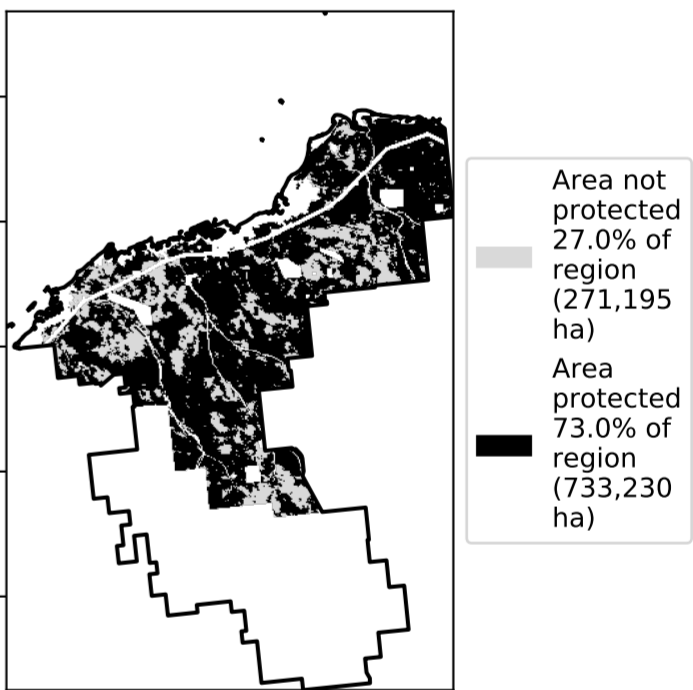 Area not
protected
27.0% of
region
(271,195
ha)
Area
protected
73.0% of
region
(733,230
ha)